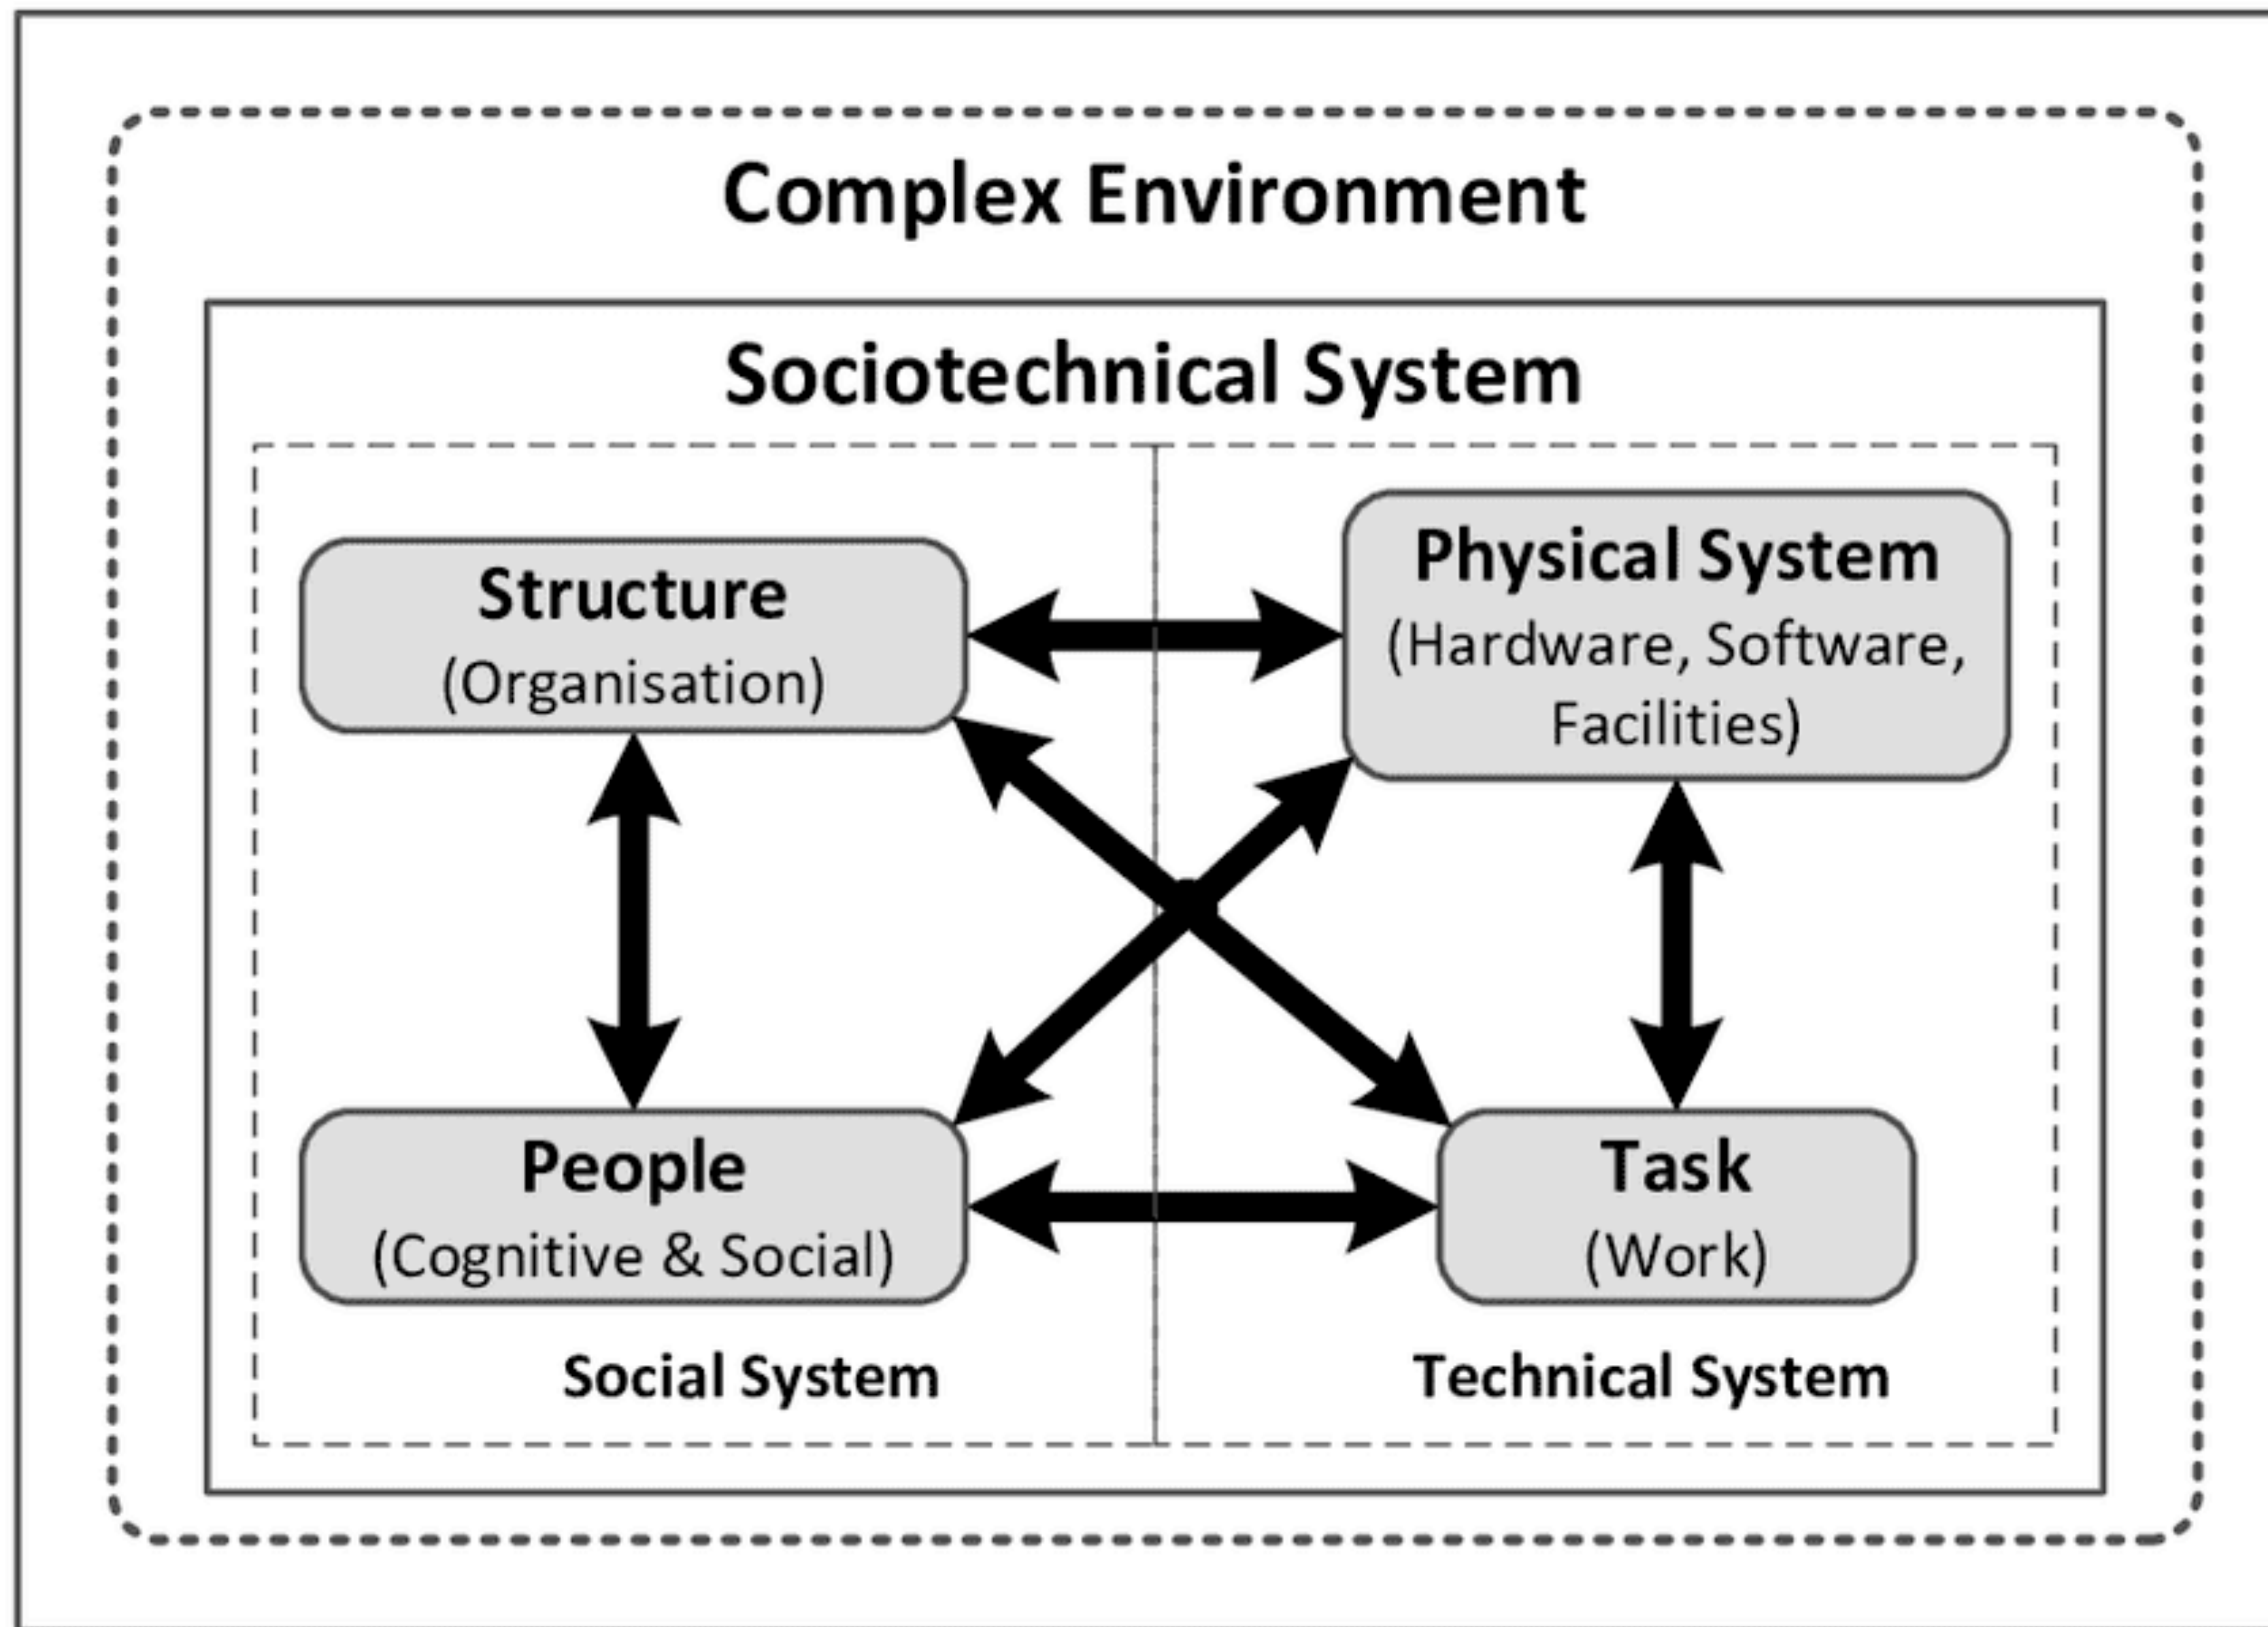 Complex Environment
Sociotechnical System
Structure
(Organisation)
Physical System
(Hardware, Software,
Facilities)
People
(Cognitive & Social)
Task
(Work)
Social System
Technical System